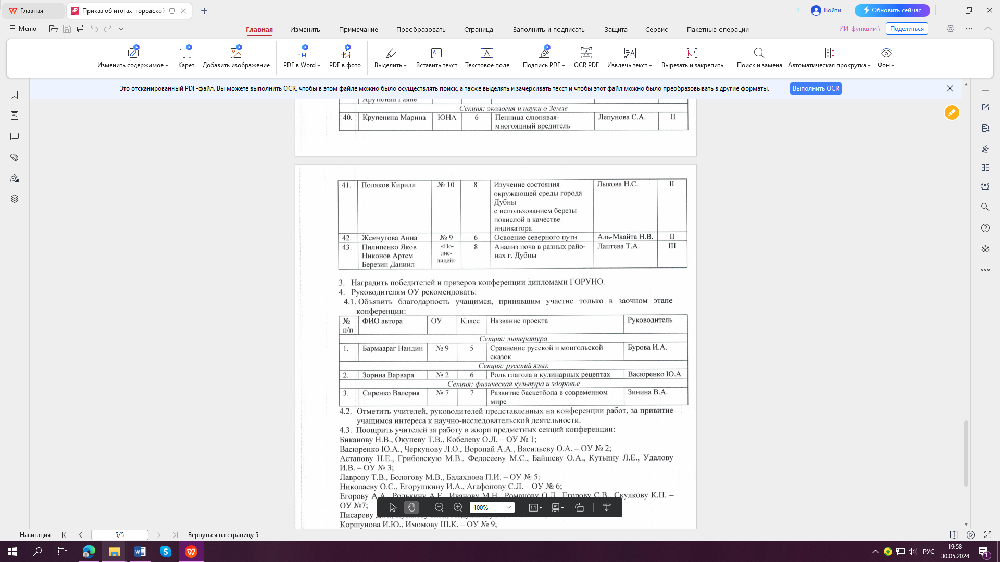 Главная
Приказ об итогах городской
1
Войти
Обновить сейчас
Меню
Главная
Изменить
Примечание
Преобразовать
Страница
Заполнить и подписать
Защита
Сервис
Пакетные операции
ИИ-функции \
Поделиться
Изменить содержимое
Карет
Добавить изображение
PDF в Word
PDF в фото
Выделить
Вставить текст
Текстовое поле
Подпись PDF
OCR PDF
Извлечь текст
Вырезать и закрепить
Поиск и замена
Автоматическая прокрутка
Фон
Это отсканированный PDF-файл. Вы можете выполнить OCR, чтобы в этом файле можно было осуществлять поиск, а также выделять и зачеркивать текст и чтобы этот файл можно было преобразовывать в другие форматы.
Выполнить OCR
Арутюнян Гаяне
Секция: экология и науки о Земле
40. Крупенина Марина ЮНА 6 Пенница слюнявая- Лепунова С.А. II
многоядный вредитель
41. Поляков Кирилл № 10 8 Изучение состояния Лыкова Н.С. II
окружающей среды города
Дубны
с использованием березы
повислой в качестве
индикатора
42. Жемчугова Анна № 9 6 Освоение северного пути Аль-Маайта Н.В. II
43. Пилипенко Яков «По- 8 Анализ почв в разных райо- Лаптева Т.А. III
Никонов Артем лис- нах г. Дубны
Березин Даниил лицей»
3. Наградить победителей и призеров конференции дипломами ГОРУНО.
4. Руководителям ОУ рекомендовать:
4.1. Объявить благодарность учащимся, принявшим участие только в заочном этапе
конференции:
№ ФИО автора ОУ Класс Название проекта Руководитель
п/п
Секция: литература
1. Бармаараг Нандин № 9 5 Сравнение русской и монгольской Бурова И.А.
сказок
Секция: русский язык
2. Зорина Варвара № 2 6 Роль глагола в кулинарных рецептах Васюренко Ю.А
Секция: физическая культура и здоровье
3. Сиренко Валерия № 7 7 Развитие баскетбола в современном Зинина В.А.
мире
4.2. Отметить учителей, руководителей представленных на конференции работ, за привитие
учащимся интереса к научно-исследовательской деятельности.
4.3. Поощрить учителей за работу в жюри предметных секций конференции:
Биканову Н.В., Окуневу Т.В., Кобелеву О.Л. – ОУ № 1;
Васюренко Ю.А., Черкунову Л.О., Воропай А.А., Васильеву О.А. – ОУ № 2;
Астапову Н.Е., Грибовскую М.В., Федосееву М.С., Байшеву О.А., Кутьину Л.Е., Удалову
И.В. – ОУ № 3;
Лаврову Т.В., Бологову М.В., Балахнова П.И. – ОУ № 5;
Николаеву О.С., Егорушкину И.А., Агафонову С.Л. – ОУ № 6;
Егорову А.А., Родькину А.Е., Иванову М.Н., Романову О.Л., Егорову С.В., Скулкову К.П. –
ОУ №7;
Писареву
Коршунова И.Ю., Имомову Ш.К. – ОУ № 9;
100%
Навигация
5/5
Вернуться на страницу 5
РУС
19:58
30.05.2024
1